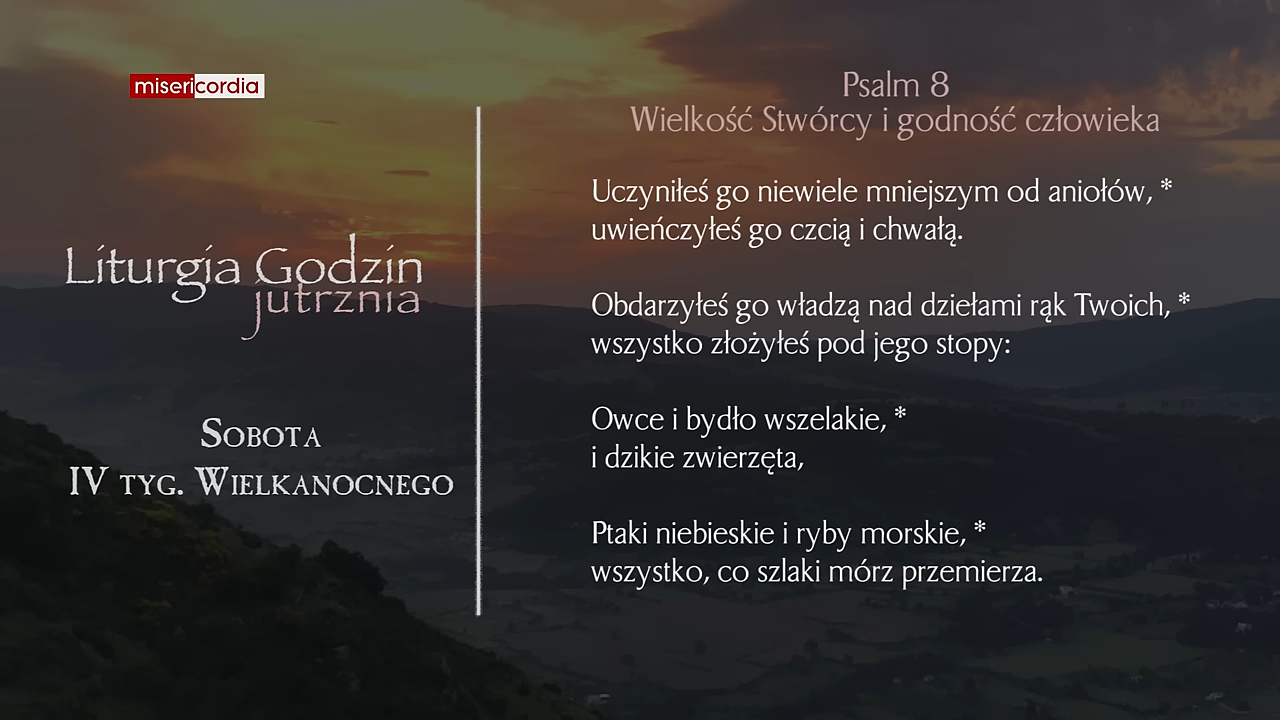 misericordia
Liturgia Godzin
jutrznia
Sobota
IV tyg. Wielkanocnego
Psalm 8
Wielkość Stwórcy i godność człowieka
Uczyniłeś go niewiele mniejszym od aniołów, *
uwieńczyłeś go czcią i chwałą.
Obdarzyłeś go władzą nad dziełami rąk Twoich, *
wszystko złożyłeś pod jego stopy:
Owce i bydło wszelakie, *
i dzikie zwierzęta,
Ptaki niebieskie i ryby morskie, *
wszystko, co szlaki mórz przemierza.